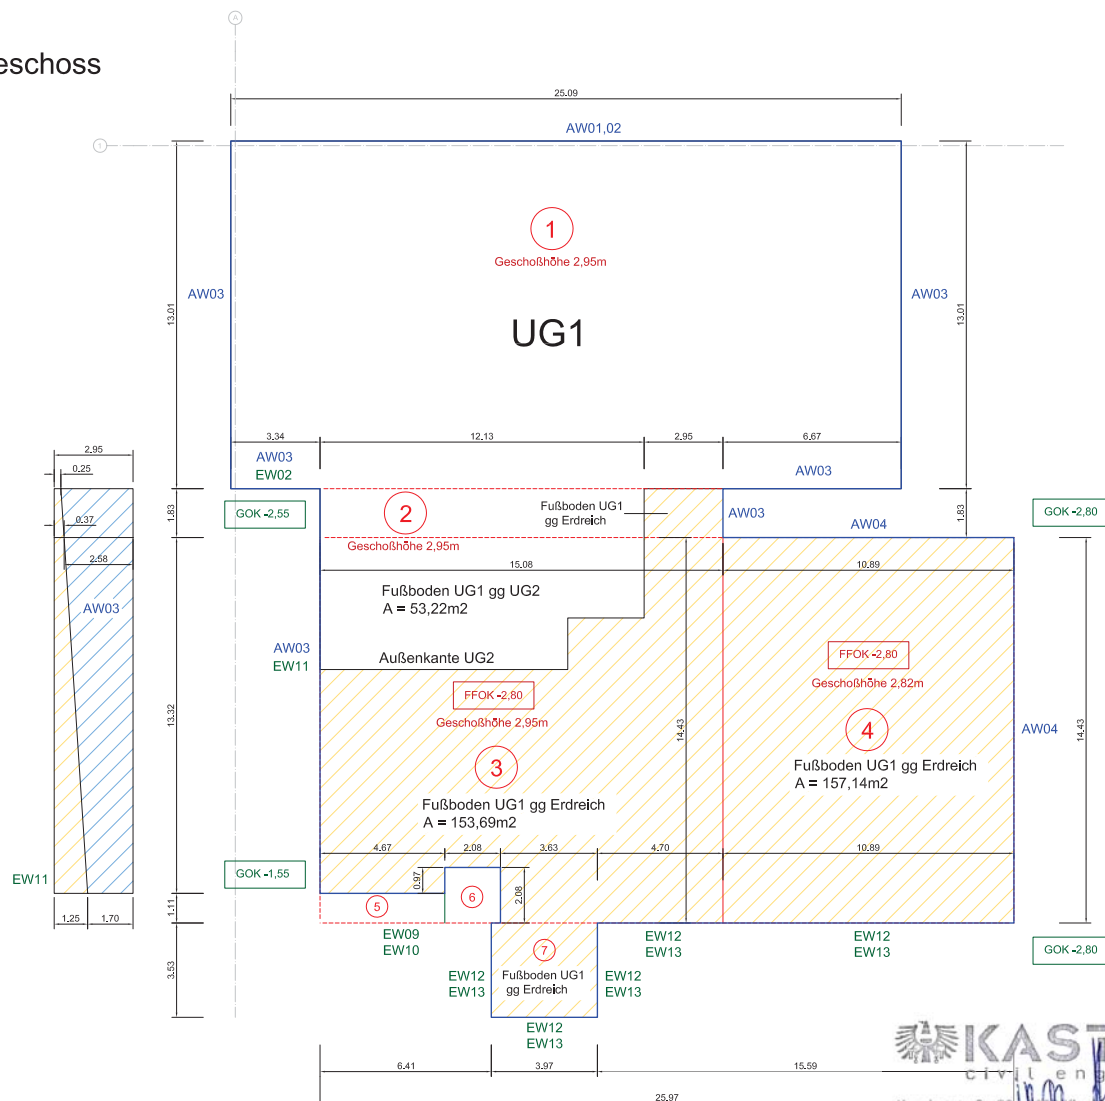 A
eschoss
25.09
AW01,02
1
1
Geschoßhöhe 2,95m
AW03
AW03
13.01
13.01
UG1
3.34
12.13
2.95
6.67
AW03
EW02
AW03
2.95
0.25
GOK -2,55
1.83
2
Geschoßhöhe 2,95m
Fußboden UG1
gg Erdreich
AW03
AW04
1.83
GOK -2,80
0.37
2.58
15.08
10.89
AW03
Fußboden UG1 gg UG2
A = 53,22m2
AW03
EW11
Außenkante UG2
FFOK -2,80
Geschoßhöhe 2,95m
FFOK -2,80
Geschoßhöhe 2,82m
13.32
14.43
14.43
AW04
3
4
Fußboden UG1 gg Erdreich
A = 153,69m2
Fußboden UG1 gg Erdreich
A = 157,14m2
4.67
2.08
3.63
4.70
10.89
EW11
GOK -1,55
0.97
2.08
1.25
1.70
1.11
5
6
EW09
EW10
EW12
EW13
EW12
EW13
GOK -2,80
3.53
7
EW12
EW13
Fußboden UG1
gg Erdreich
EW12
EW13
EW12
EW13
6.41
3.97
15.59
25.97
KAST
civil eng